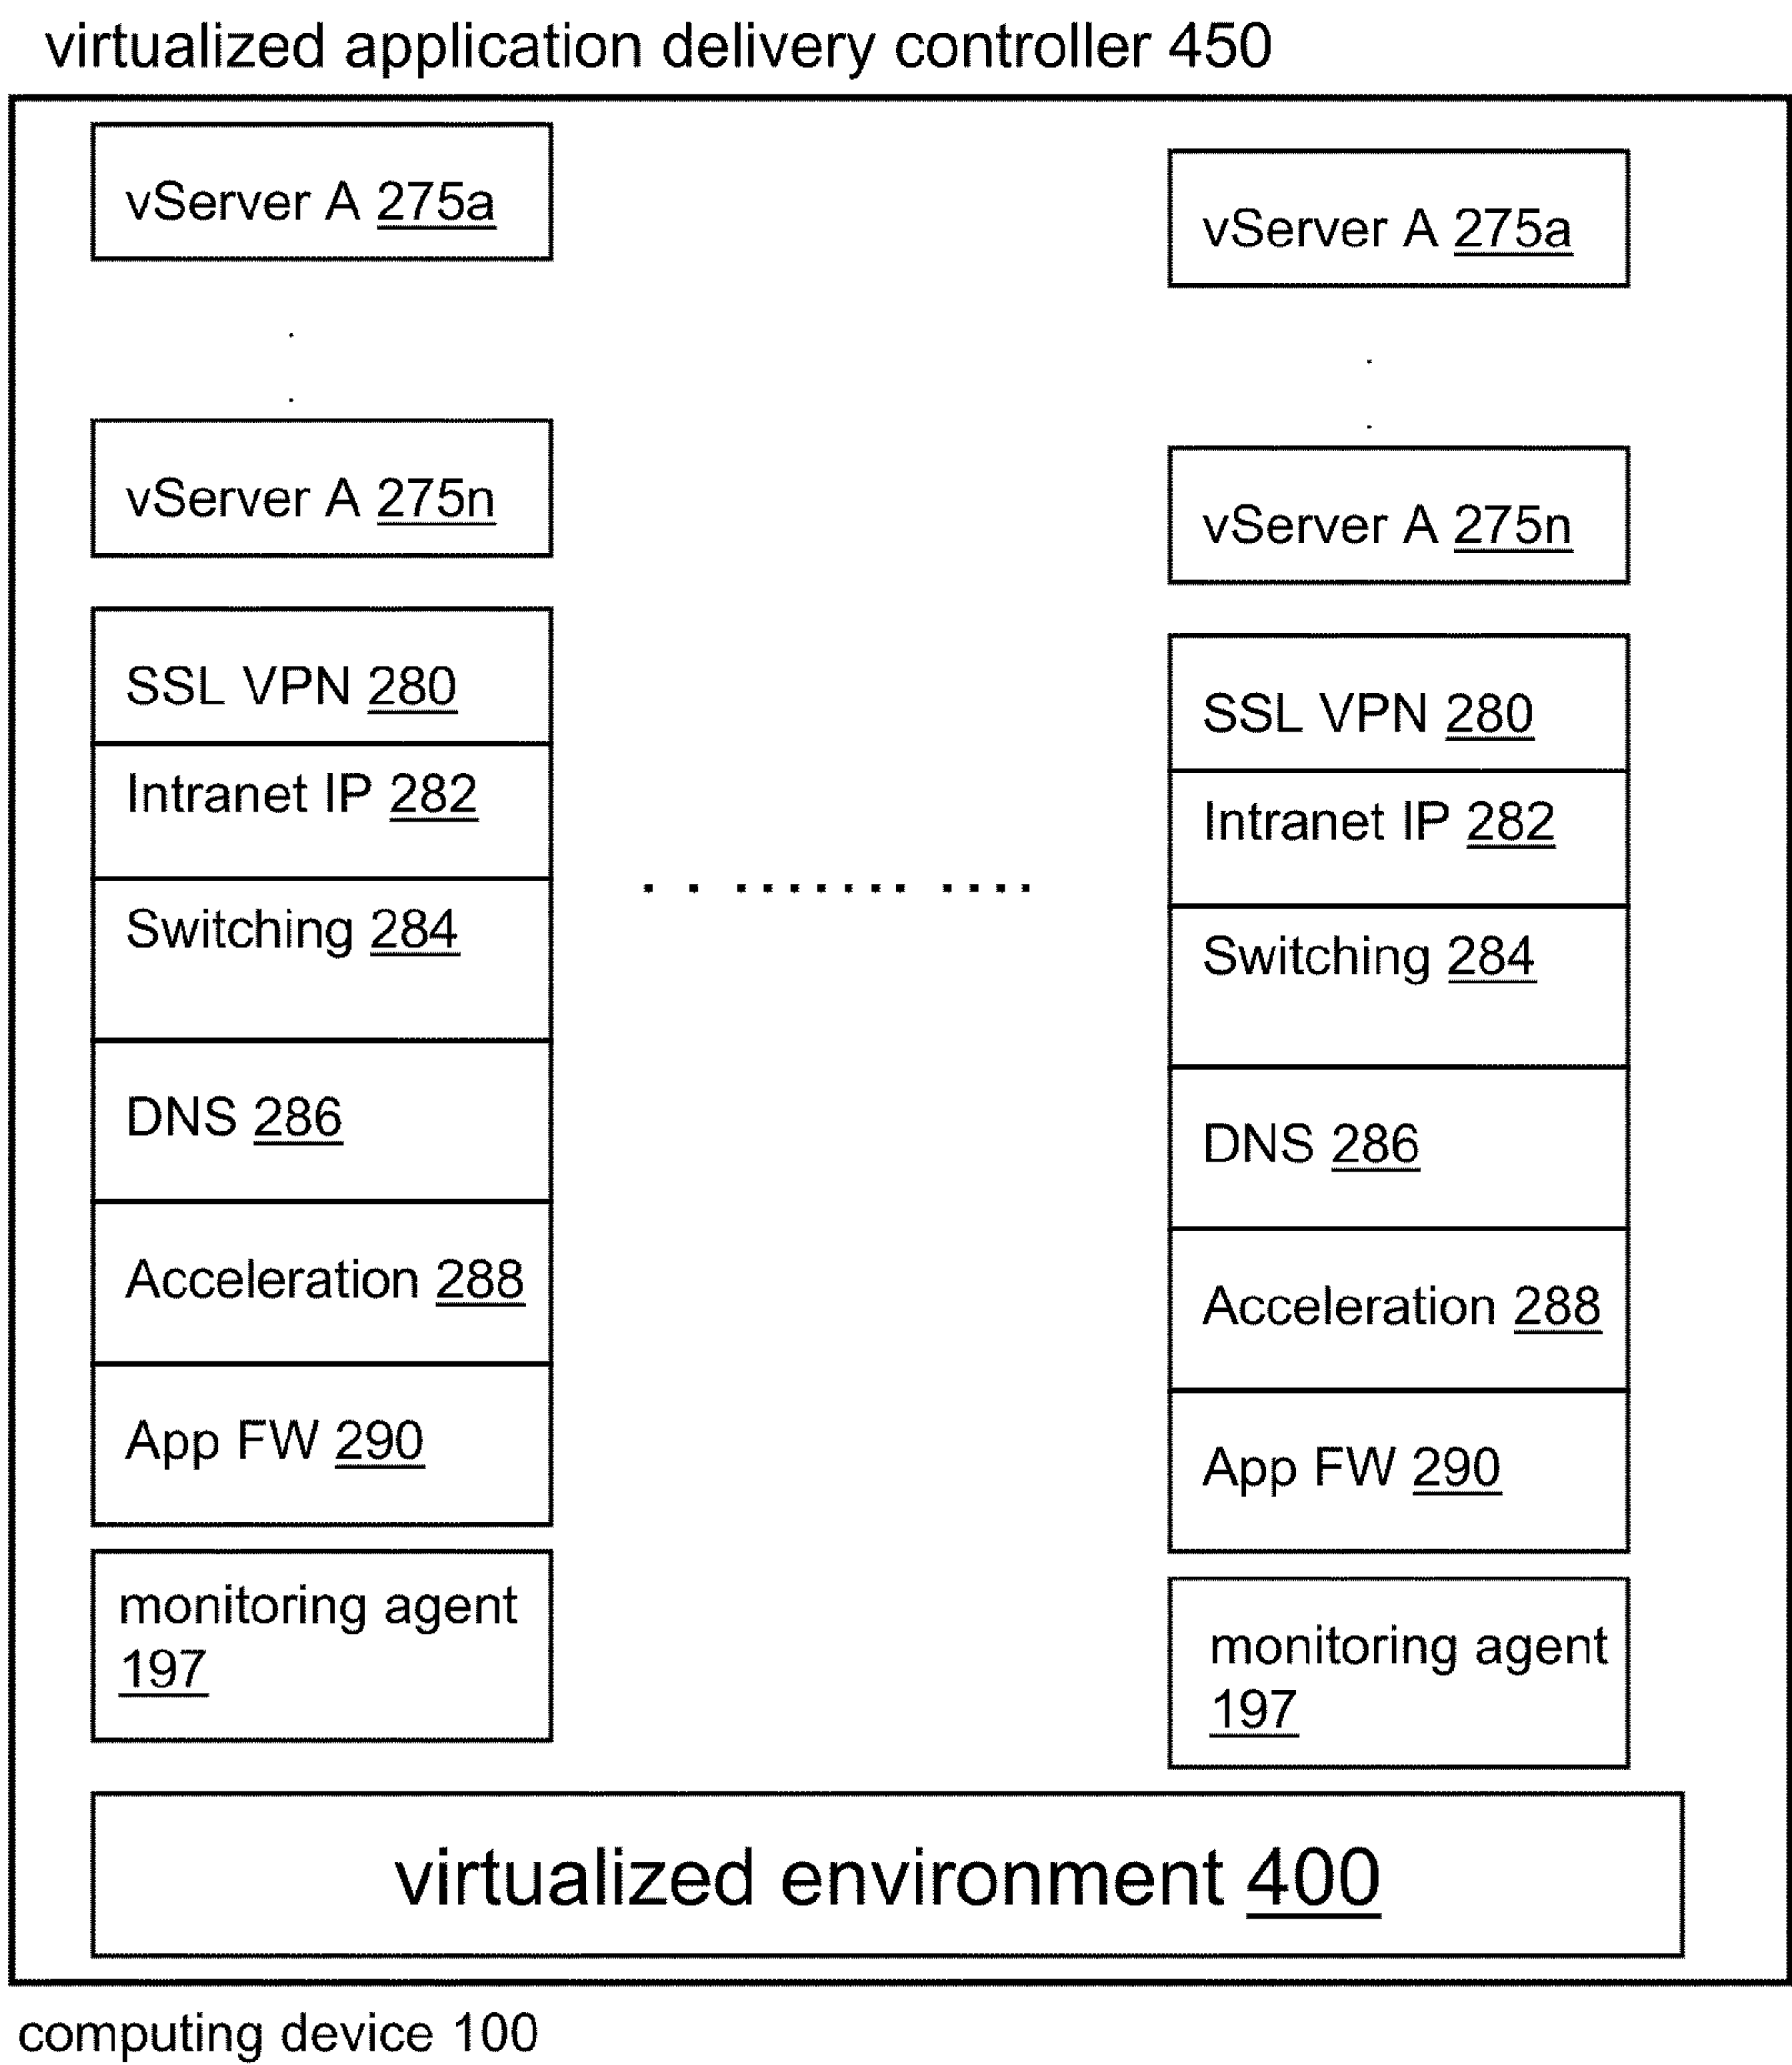 virtualized application delivery controller 450
vServer A 275a
vServer A 275n
SSL VPN 280
Intranet IP 282
Switching 284
DNS 286
Acceleration 288
App FW 290
monitoring agent
197
vServer A 275a
vServer A 275n
SSL VPN 280
Intranet IP 282
Switching 284
DNS 286
Acceleration 288
App FW 290
monitoring agent
197
virtualized environment 400
computing device 100